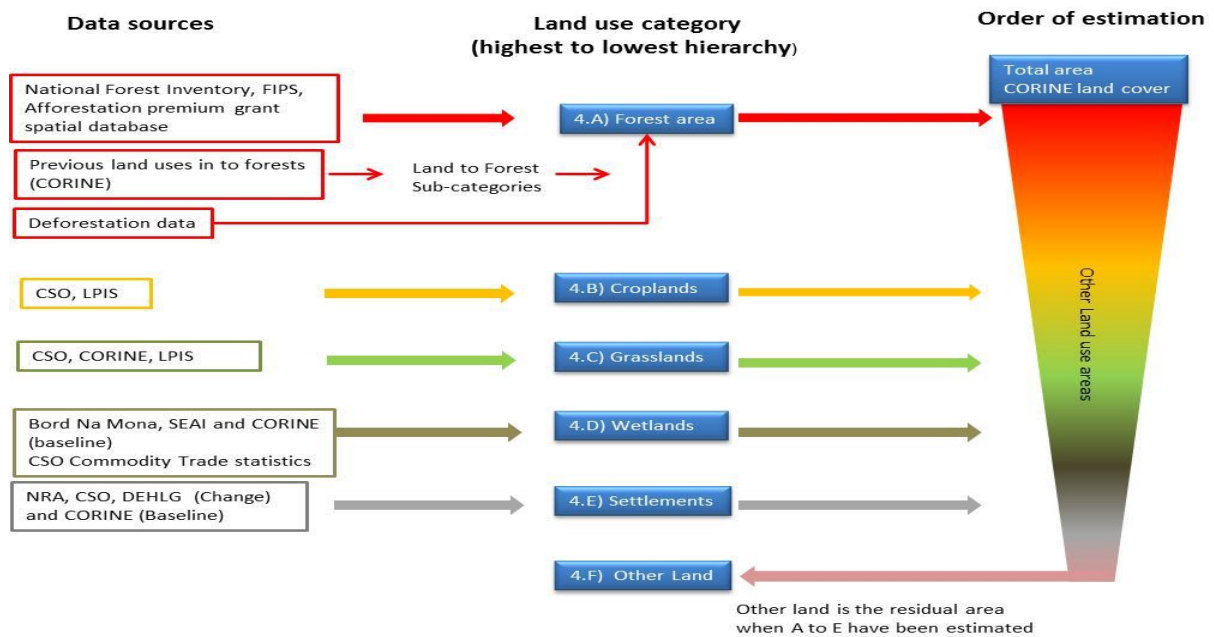 Data sources
Land use category
(highest to lowest hierarchy)
Order of estimation
National Forest Inventory, FIPS,
Afforestation premium grant
spatial database
4.A) Forest area
Total area
CORINE land cover
Previous land uses in to forests
(CORINE)
Land to Forest
Sub-categories
Deforestation data
CSO, LPIS
4.B) Croplands
CSO, CORINE, LPIS
4.C) Grasslands
Bord Na Mona, SEAI and CORINE
(baseline)
CSO Commodity Trade statistics
4.D) Wetlands
NRA, CSO, DEHLG (Change)
and CORINE (Baseline)
4.E) Settlements
4.F) Other Land
Other Land use areas
Other land is the residual area
when A to E have been estimated